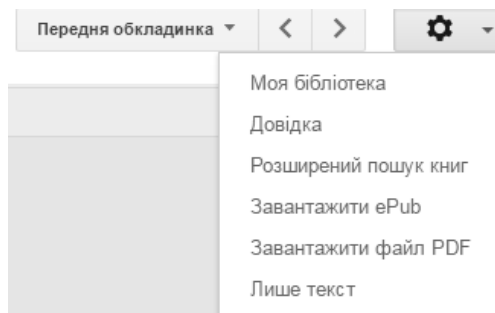 Передня обкладинка
Моя бібліотека
Довідка
Розширений пошук книг
Завантажити ePub
Завантажити файл PDF
Лише текст